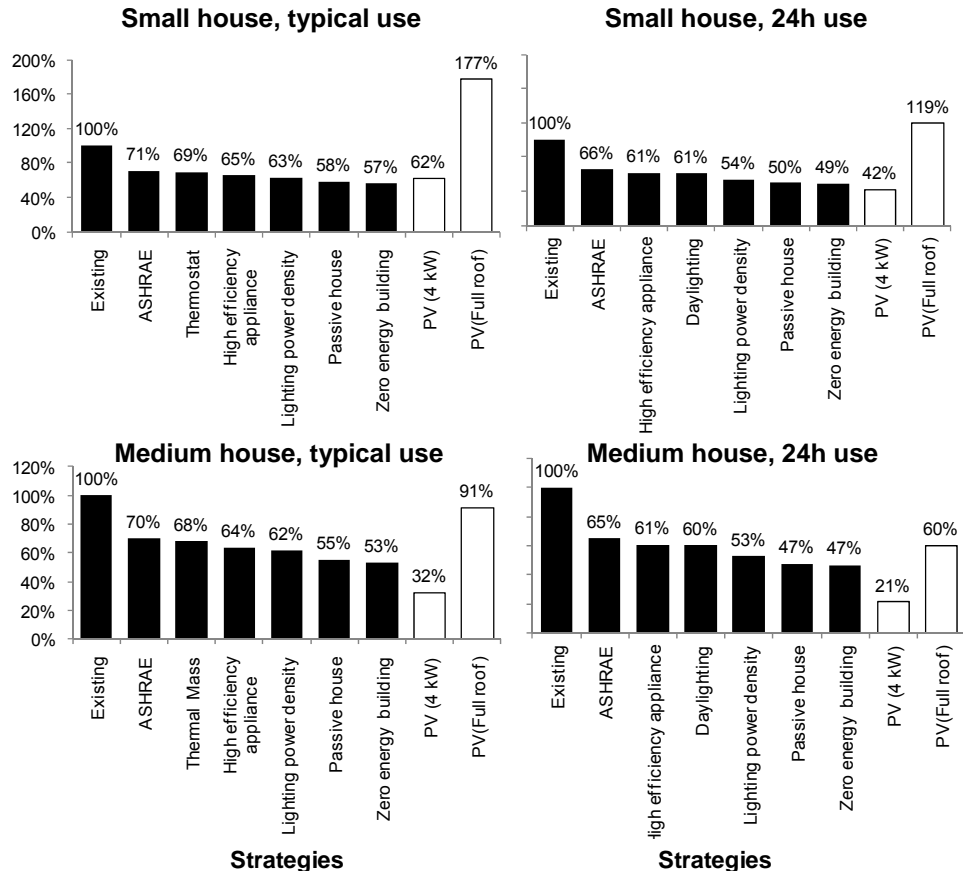 Small house, typical use
200%
160%
120%
80%
40%
0%
100%
71%
69%
65%
63%
58%
57%
62%
177%
Existing
ASHRAE
Thermostat
High efficiency
appliance
Lighting power density
Passive house
Zero energy building
PV (4 kW)
PV(Full roof)
Small house, 24h use
100%
66%
61%
61%
54%
50%
49%
42%
119%
Existing
ASHRAE
High efficiency appliance
Daylighting
Lighting power density
Passive house
Zero energy building
PV (4 kW)
PV(Full roof)
Medium house, typical use
120%
100%
80%
60%
40%
20%
0%
100%
70%
68%
64%
62%
55%
53%
32%
91%
Existing
ASHRAE
Thermal Mass
High efficiency
appliance
Lighting power density
Passive house
Zero energy building
PV (4 kW)
PV(Full roof)
Strategies
Medium house, 24h use
100%
65%
61%
60%
53%
47%
47%
21%
60%
Existing
ASHRAE
High efficiency appliance
Daylighting
Lighting power density
Passive house
Zero energy building
PV (4 kW)
PV(Full roof)
Strategies